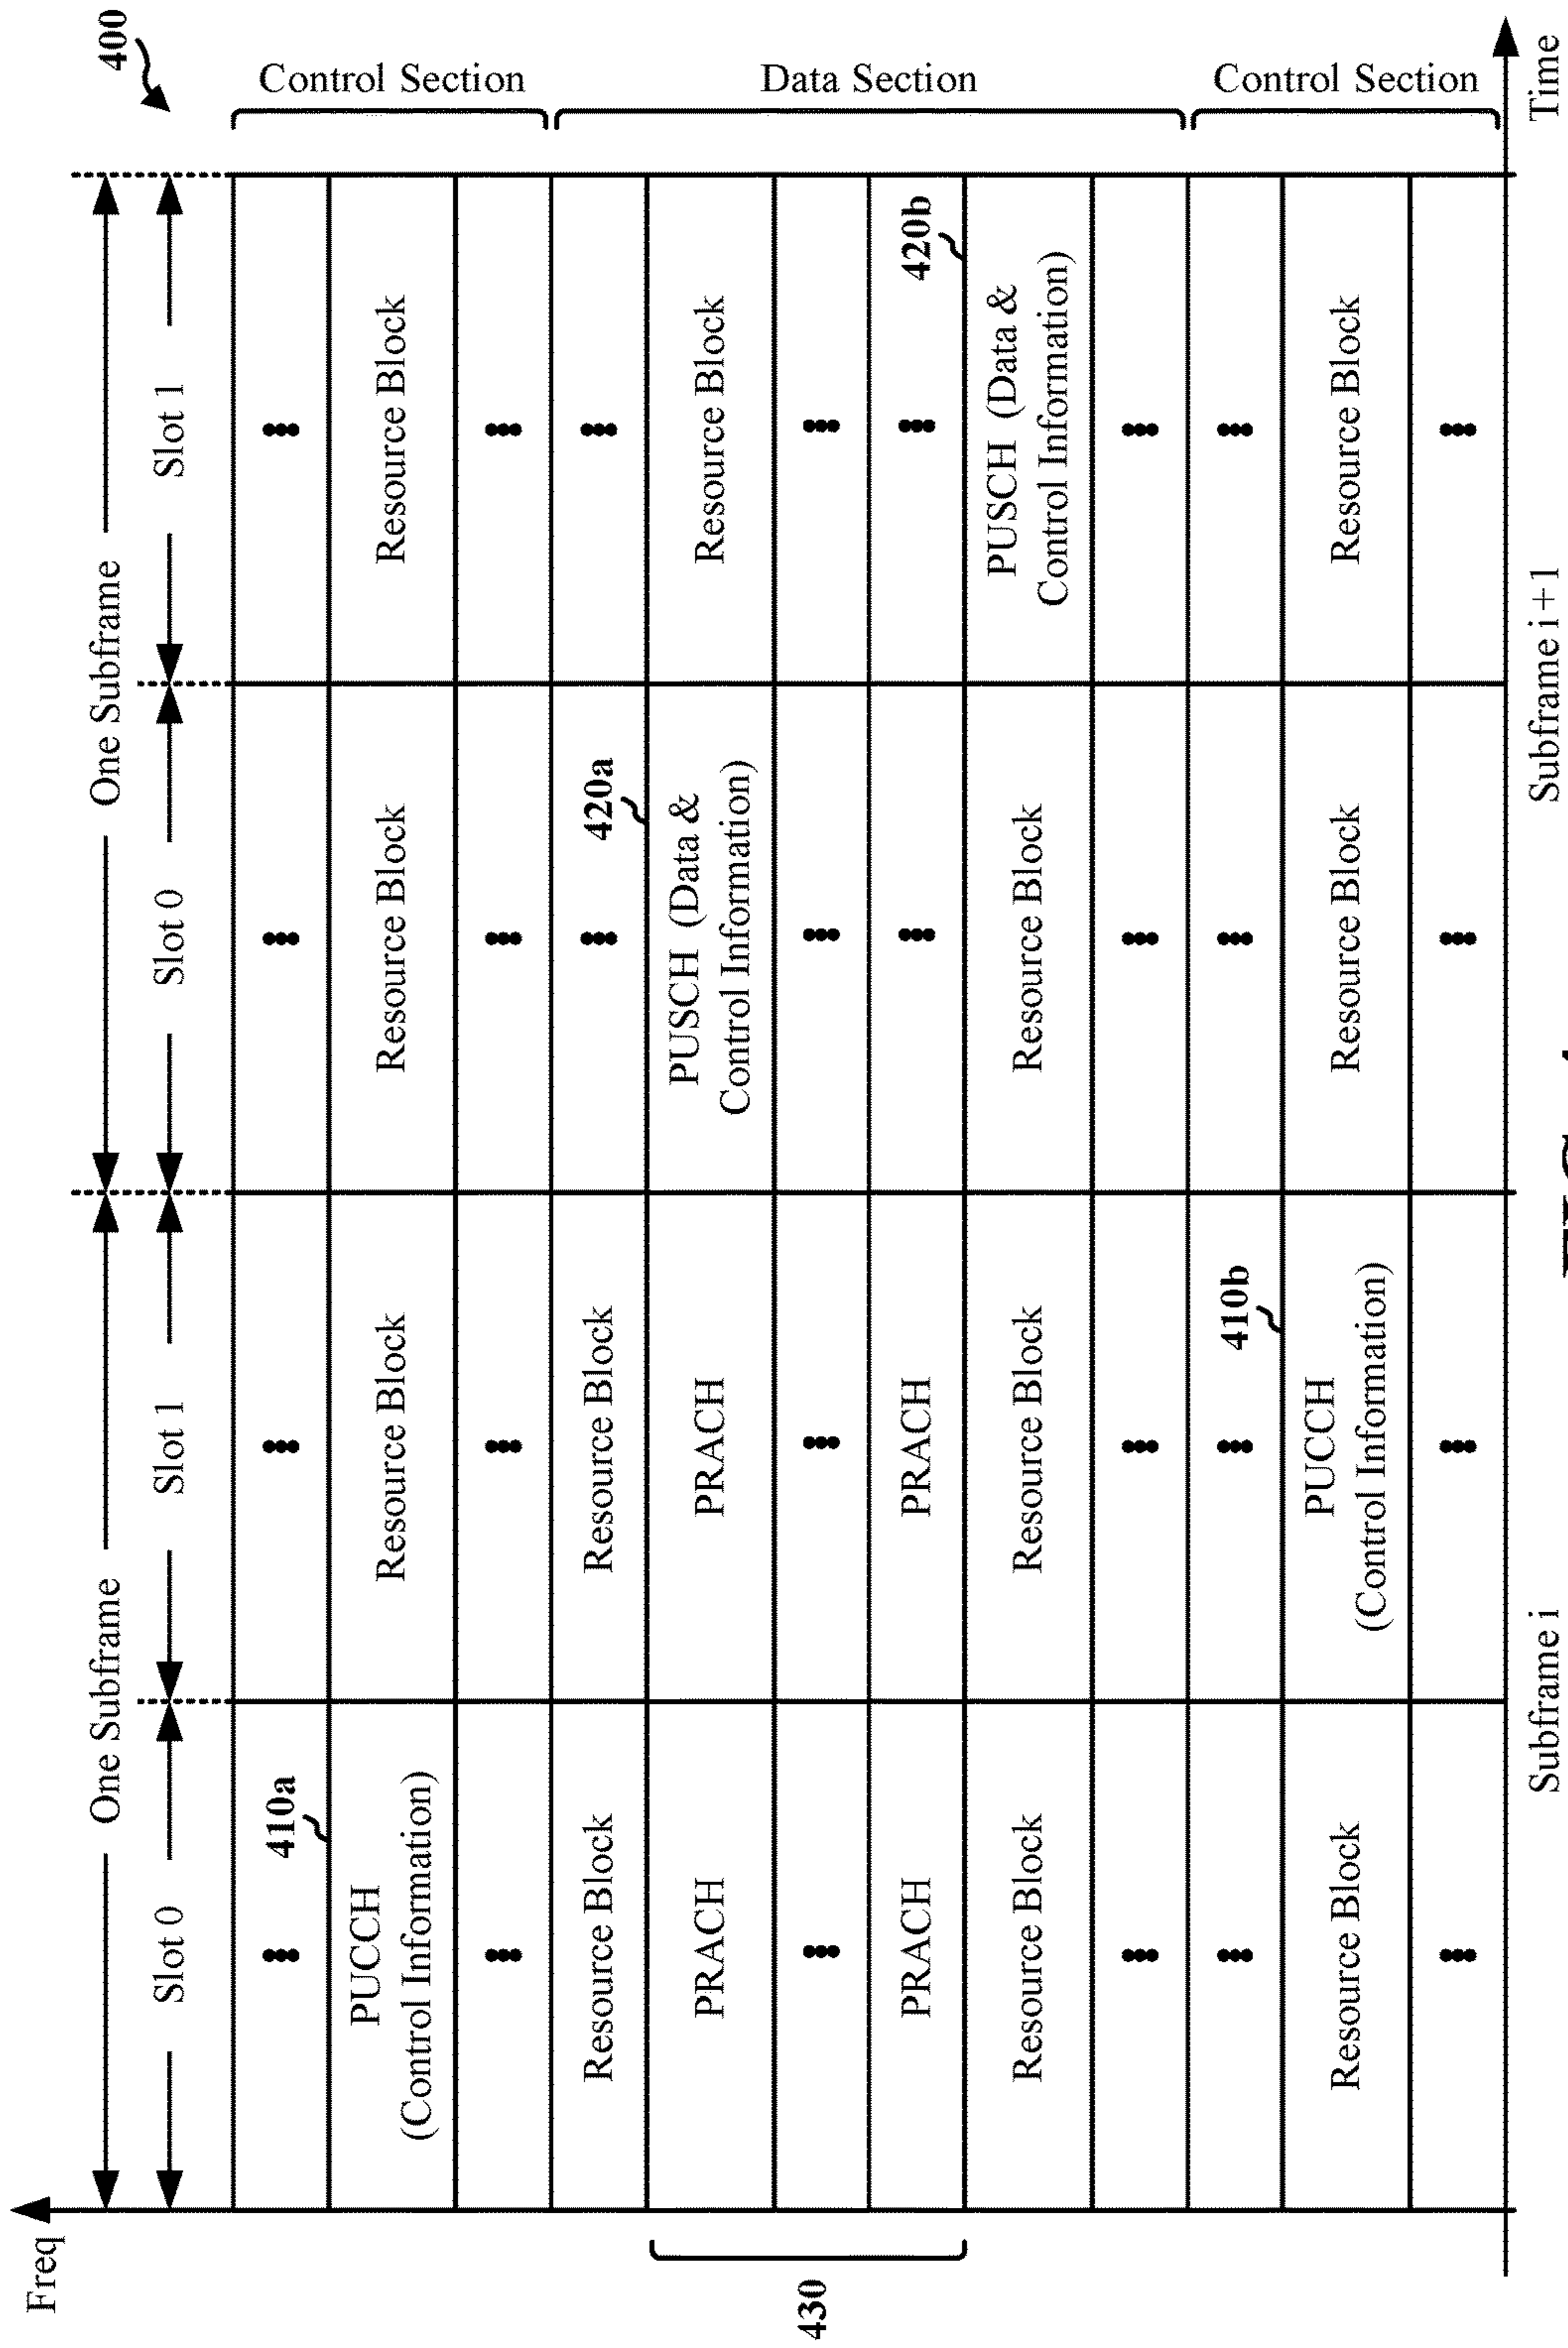 Freq
One Subframe
One Subframe
400
Slot 0
Slot 1
Slot 0
Slot 1
410a
PUCCH
(Control Information)
Resource Block
Resource Block
Resource Block
Control Section
Resource Block
Resource Block
420a
PRACH
PRACH
PUSCH (Data &
Control Information)
Resource Block
430
Data Section
PRACH
PRACH
420b
Resource Block
Resource Block
Resource Block
PUSCH (Data &
Control Information)
410b
Resource Block
PUCCH
(Control Information)
Resource Block
Resource Block
Control Section
Subframe i
Subframe i+1
Time